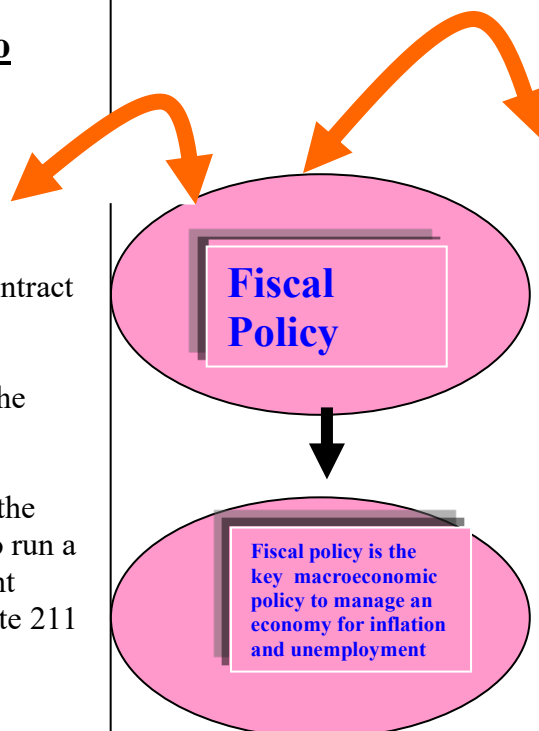 o
ntract
he
the
o run a
nt
te 211
Fiscal
Policy
Fiscal policy is the
key macroeconomic
policy to manage an
economy for inflation
and unemployment